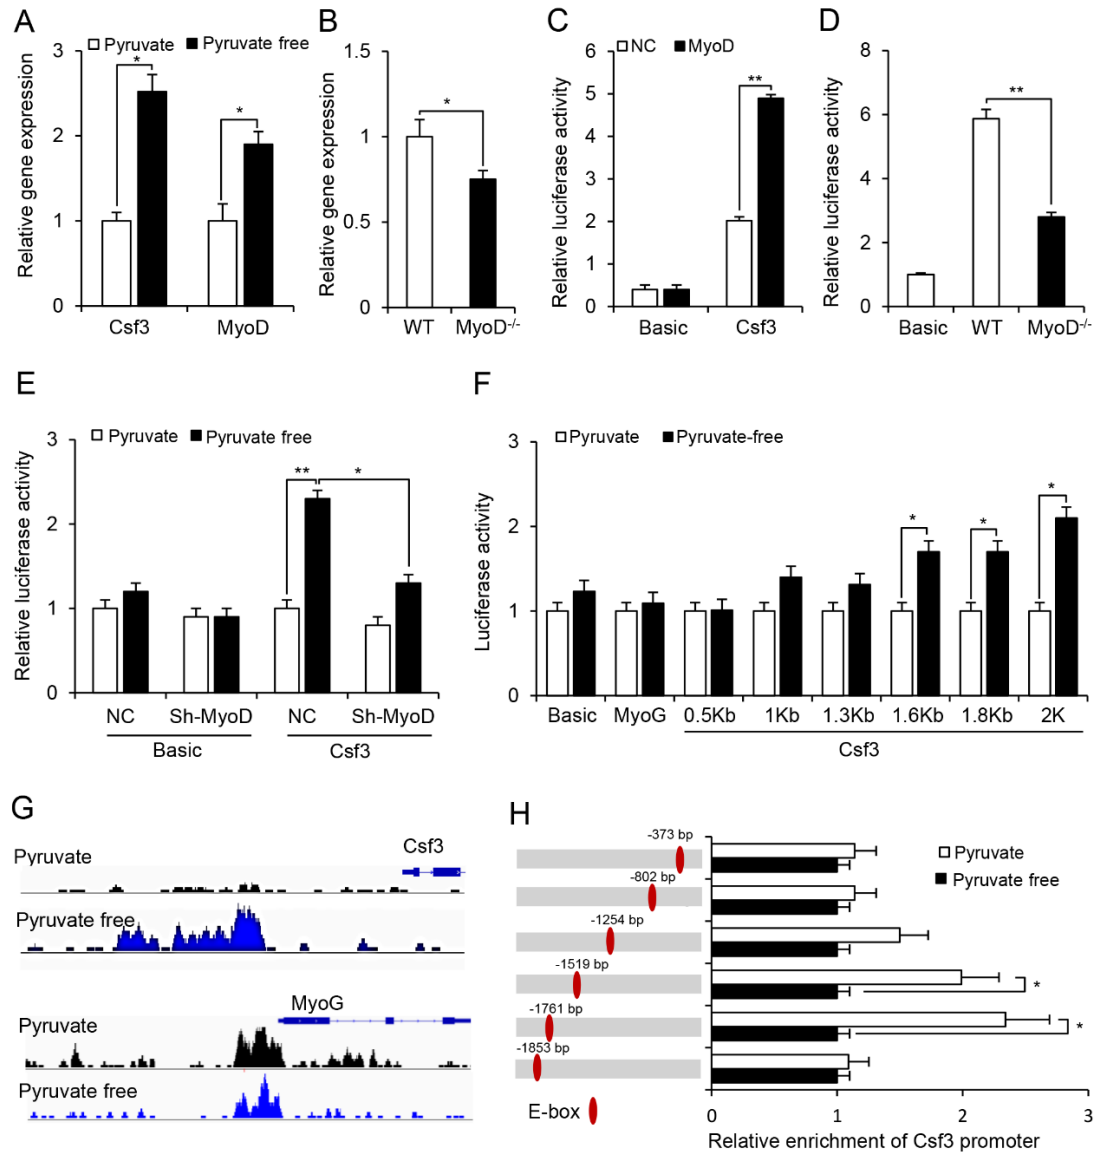 A
Pyruvate
Pyruvate free
Relative gene expression
3
2
1
0
*
*
Csf3
MyoD
B
Relative gene expression
1.5
1
0.5
0
*
WT
MyoD-/-
C
NC
MyoD
Relative luciferase activity
6
5
4
3
2
1
0
**
Basic
Csf3
D
Relative luciferase activity
8
6
4
2
0
**
Basic
WT
MyoD-/-
E
Pyruvate
Pyruvate free
Relative luciferase activity
3
2
1
0
**
*
NC
Sh-MyoD
NC
Sh-MyoD
Basic
Csf3
F
Pyruvate
Pyruvate-free
Luciferase activity
3
2
1
0
*
*
*
Basic
MyoG
0.5Kb
1Kb
1.3Kb
1.6Kb
1.8Kb
2K
Csf3
G
Csf3
Pyruvate
Pyruvate free
MyoG
Pyruvate
Pyruvate free
H
-373 bp
-802 bp
-1254 bp
-1519 bp
-1761 bp
-1853 bp
E-box
Pyruvate
Pyruvate free
*
*
0
1
2
3
Relative enrichment of Csf3 promoter